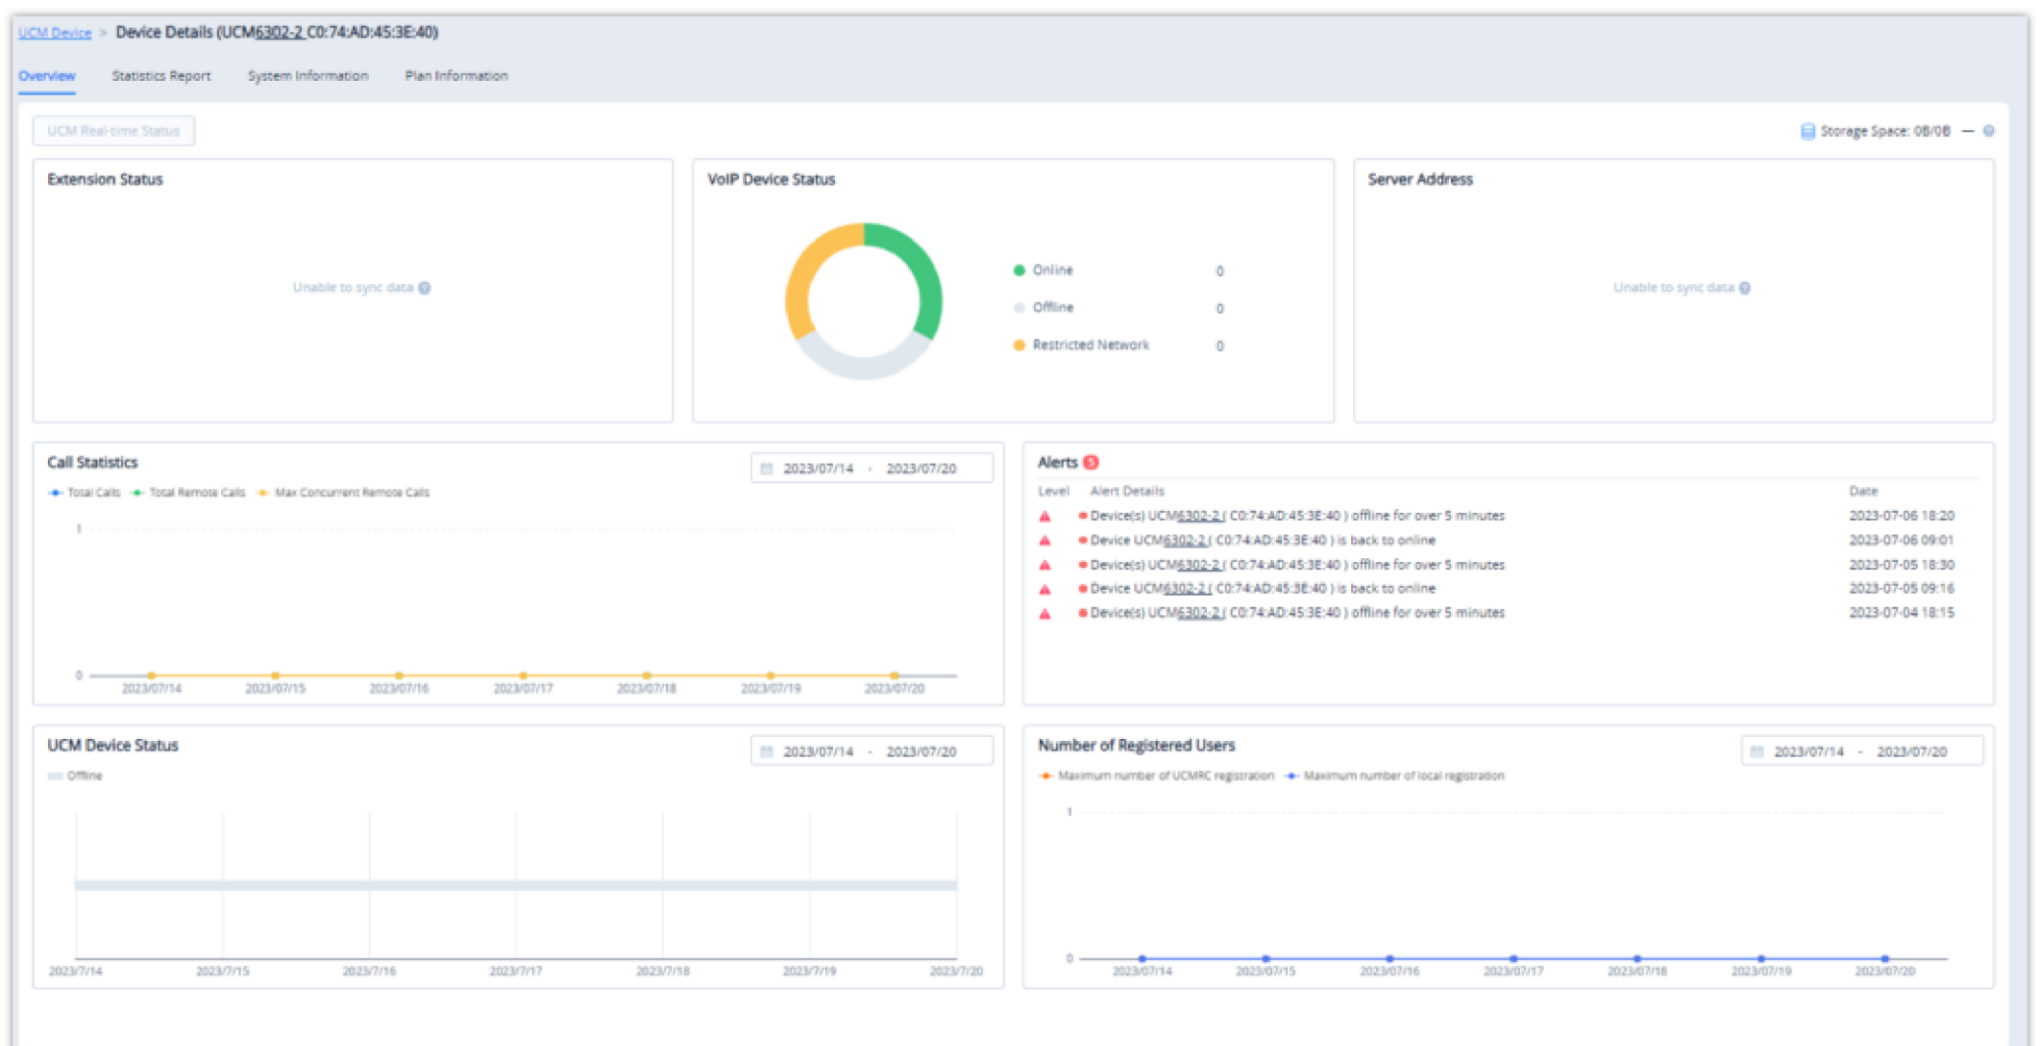 UCM Device > Device Details (UCM6302-2 C0:74:AD:45:3E:40)
Overview Statistics Report System Information Plan Information
UCM Real-time Status
Storage Space: 0B/0B —
Extension Status
Unable to sync data
VoIP Device Status
Online 0
Offline 0
Restricted Network 0
Server Address
Unable to sync data
Call Statistics
2023/07/14 - 2023/07/20
Total Calls Total Remote Calls Max Concurrent Remote Calls
1
0
2023/07/14 2023/07/15 2023/07/16 2023/07/17 2023/07/18 2023/07/19 2023/07/20
Alerts 5
Level Alert Details Date
Device(s) UCM6302-2 ( C0:74:AD:45:3E:40 ) offline for over 5 minutes 2023-07-06 18:20
Device UCM6302-2 ( C0:74:AD:45:3E:40 ) is back to online 2023-07-06 09:01
Device(s) UCM6302-2 ( C0:74:AD:45:3E:40 ) offline for over 5 minutes 2023-07-05 18:30
Device UCM6302-2 ( C0:74:AD:45:3E:40 ) is back to online 2023-07-05 09:16
Device(s) UCM6302-2 ( C0:74:AD:45:3E:40 ) offline for over 5 minutes 2023-07-04 18:15
UCM Device Status
2023/07/14 - 2023/07/20
Offline
2023/7/14 2023/7/15 2023/7/16 2023/7/17 2023/7/18 2023/7/19 2023/7/20
Number of Registered Users
2023/07/14 - 2023/07/20
Maximum number of UCMRC registration Maximum number of local registration
1
0
2023/07/14 2023/07/15 2023/07/16 2023/07/17 2023/07/18 2023/07/19 2023/07/20